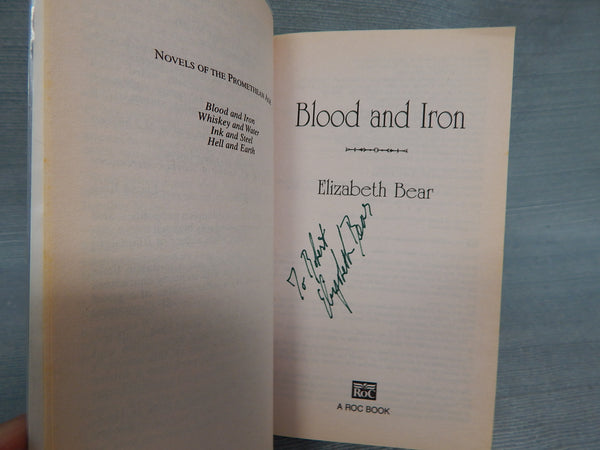 NOVELS OF THE PROMETHEAN AGE
Blood and Iron
Whiskey and Water
Ink and Steel
Hell and Earth
Blood and Iron
Elizabeth Bear
To Robert
Elizabeth Bear
ROC
A ROC BOOK